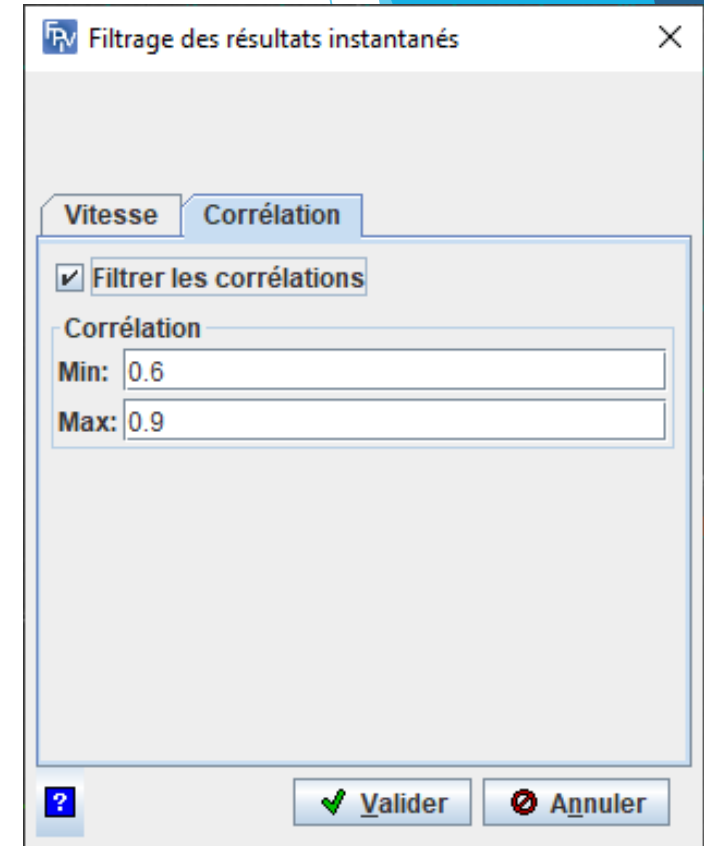 Filtrage des résultats instantanés
Vitesse Corrélation
Filtrer les corrélations
Corrélation
Min: 0.6
Max: 0.9
? Valider Annuler